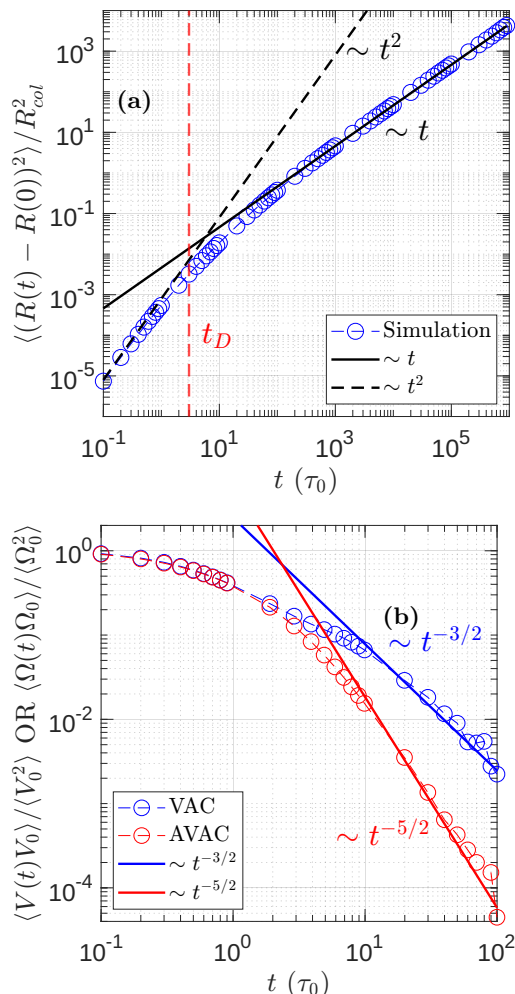 (a)
~ t²
~ t
t_D
Simulation
~ t
~ t²
10³
10¹
10⁻¹
10⁻³
10⁻⁵
10⁻¹ 10¹ 10³ 10⁵
t (τ₀)
⟨(R(t) − R(0))²⟩/R²_col
(b)
~ t⁻³/²
~ t⁻⁵/²
VAC
AVAC
~ t⁻³/²
~ t⁻⁵/²
10⁰
10⁻²
10⁻⁴
10⁻¹ 10⁰ 10¹ 10²
t (τ₀)
⟨V(t)V₀⟩/⟨V₀²⟩ OR ⟨Ω(t)Ω₀⟩/⟨Ω₀²⟩